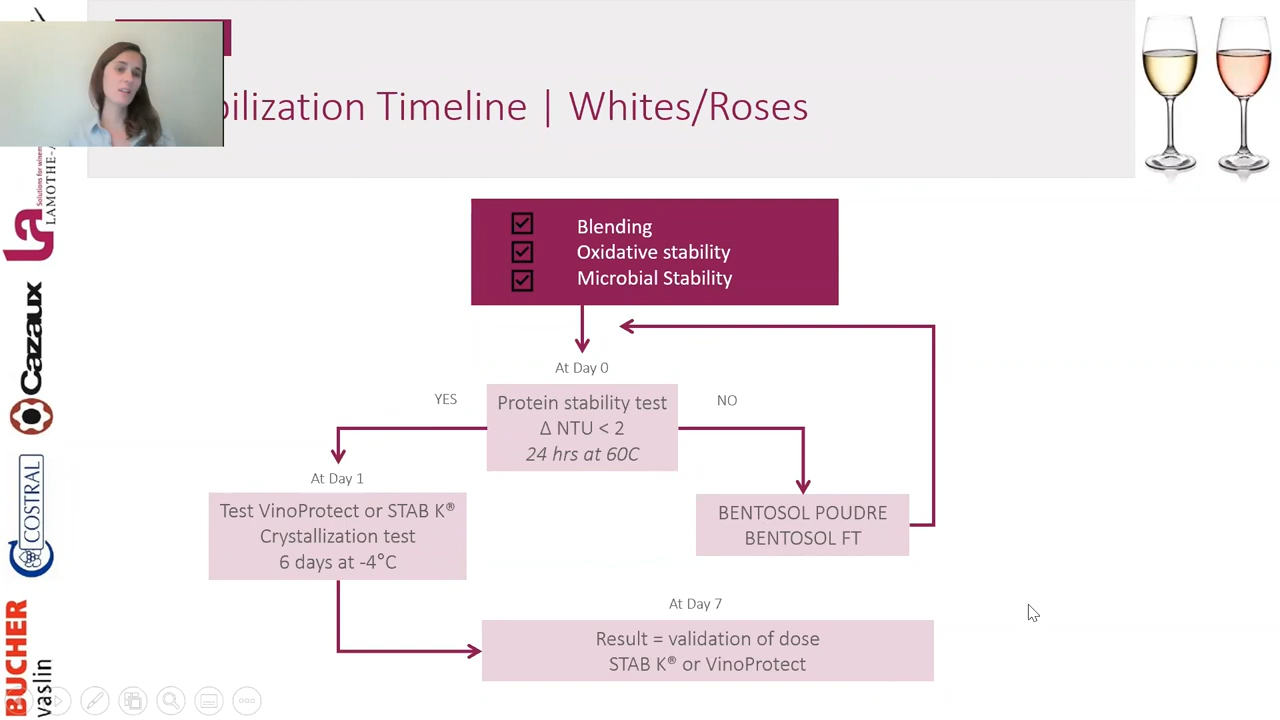 bilization Timeline | Whites/Roses
Blending
Oxidative stability
Microbial Stability
At Day 0
YES
Protein stability test
Δ NTU < 2
24 hrs at 60C
NO
At Day 1
Test VinoProtect or STAB K®
Crystallization test
6 days at -4°C
BENTOSOL POUDRE
BENTOSOL FT
At Day 7
Result = validation of dose
STAB K® or VinoProtect
La
LAMOTHE-
Cazaux
COSTRAL
BUCHER
vaslin